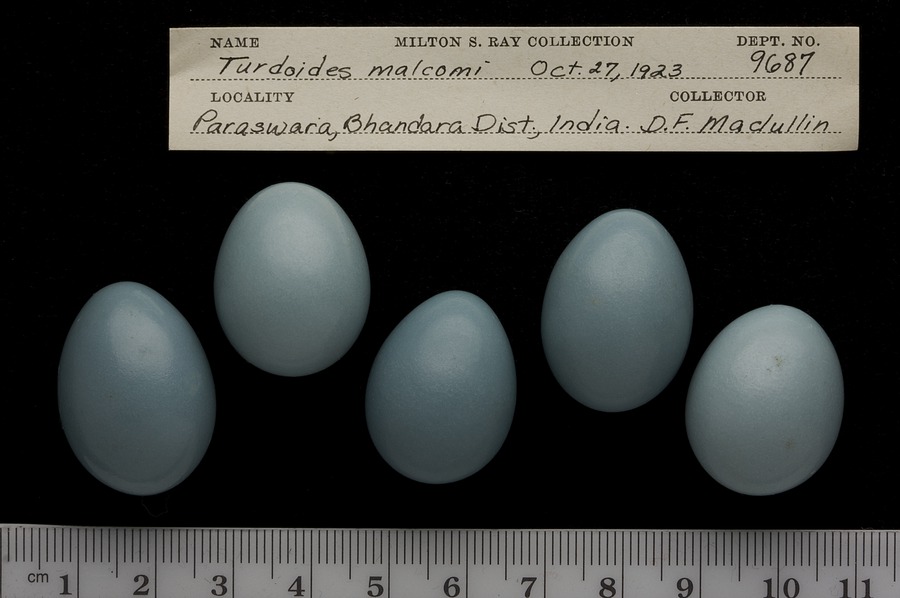 NAME MILTON S. RAY COLLECTION DEPT. NO.
Turdoides malcomi Oct. 27, 1923 9687
LOCALITY COLLECTOR
Paraswara, Bhandara Dist., India. D.F. Macullin
cm 1 2 3 4 5 6 7 8 9 10 11